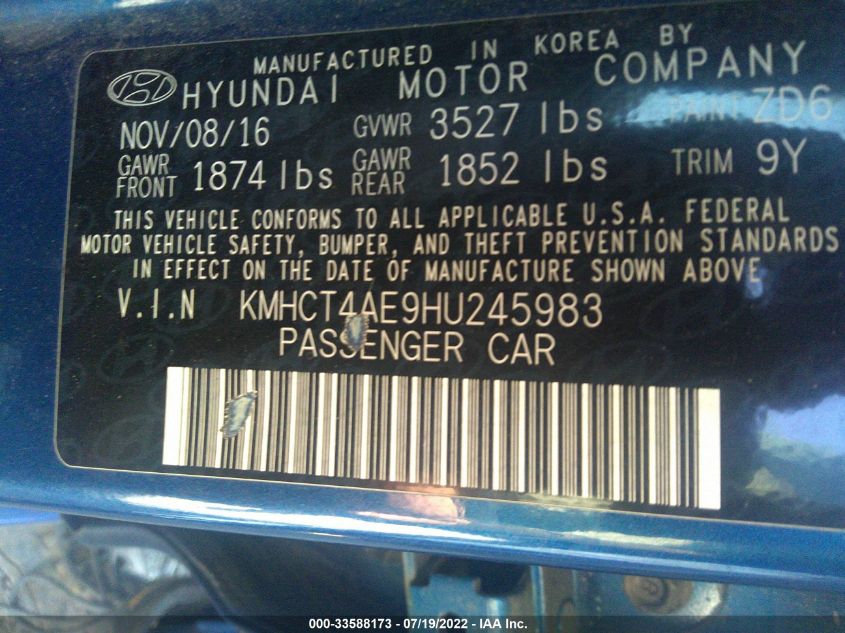 MANUFACTURED IN KOREA BY
HYUNDAI MOTOR COMPANY
NOV/08/16 GVWR 3527 lbs PAINT ZD6
GAWR FRONT 1874 lbs GAWR REAR 1852 lbs TRIM 9Y
THIS VEHICLE CONFORMS TO ALL APPLICABLE U.S.A. FEDERAL
MOTOR VEHICLE SAFETY, BUMPER, AND THEFT PREVENTION STANDARDS
IN EFFECT ON THE DATE OF MANUFACTURE SHOWN ABOVE
V.I.N KMHCT4AE9HU245983
PASSENGER CAR
000-33588173 - 07/19/2022 - IAA Inc.